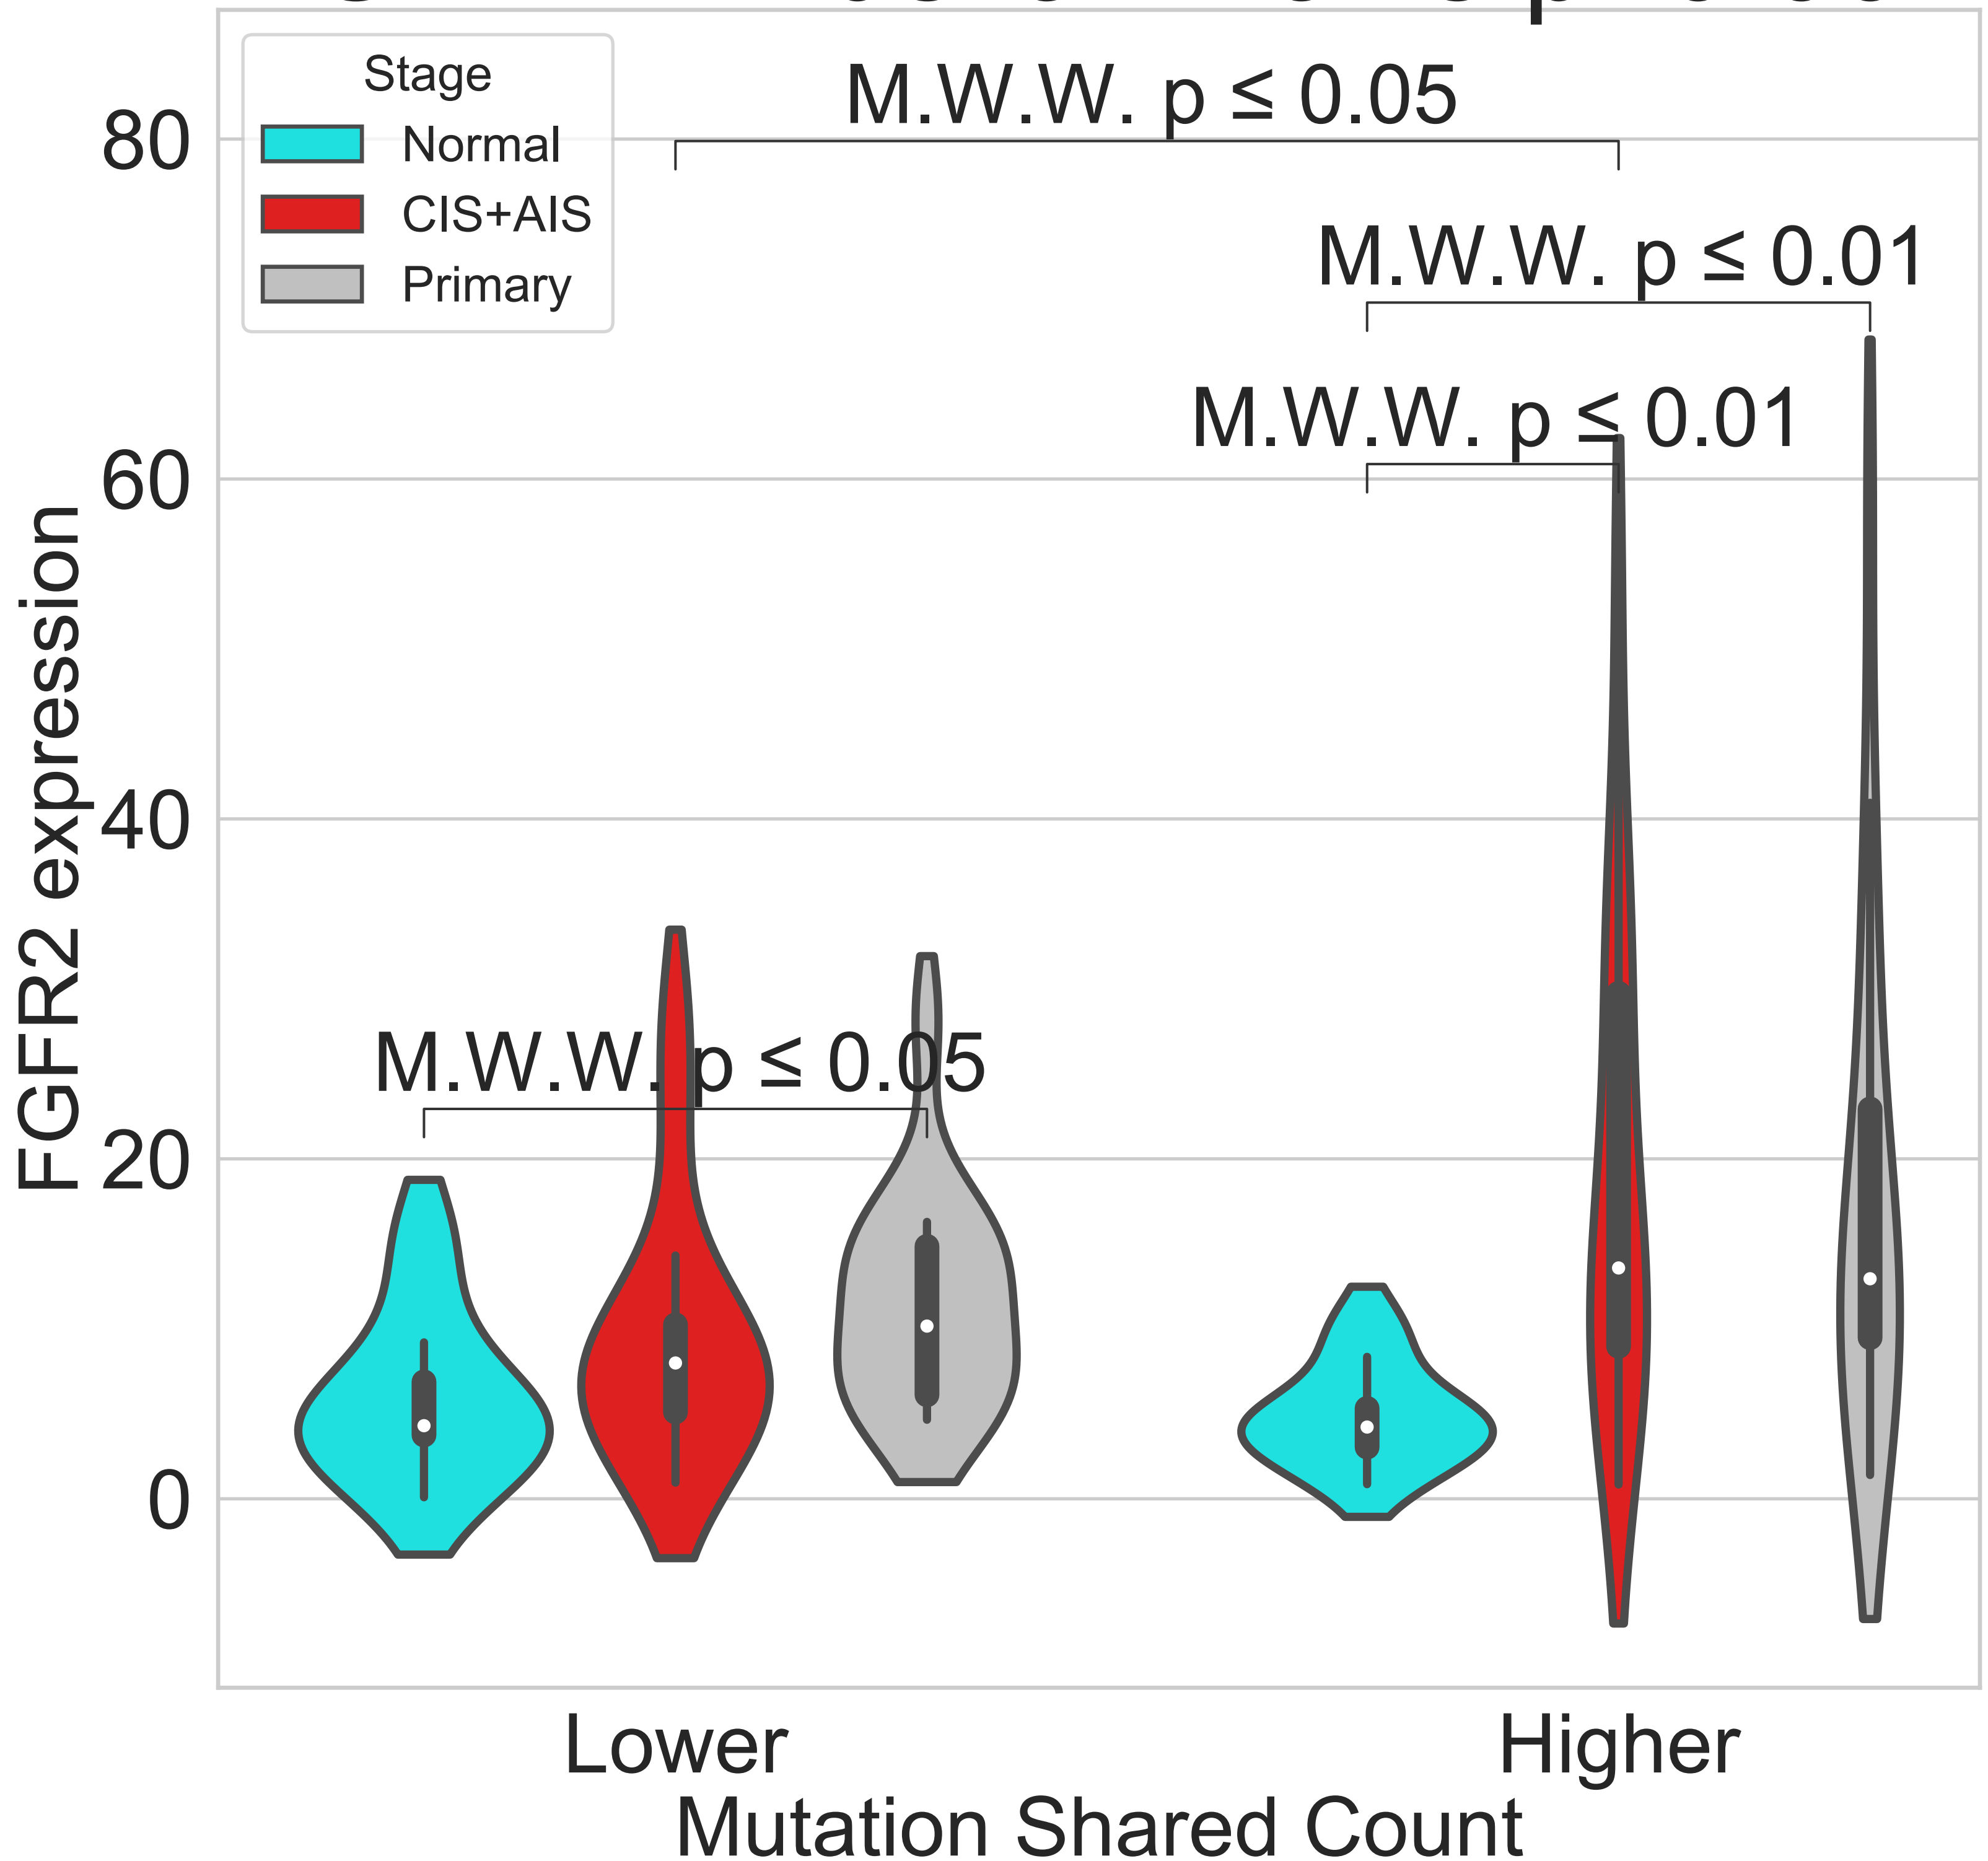 Stage
Normal
CIS+AIS
Primary
M.W.W. p ≤ 0.05
M.W.W. p ≤ 0.01
M.W.W. p ≤ 0.01
M.W.W. p ≤ 0.05
80
60
40
20
0
FGFR2 expression
Lower
Higher
Mutation Shared Count